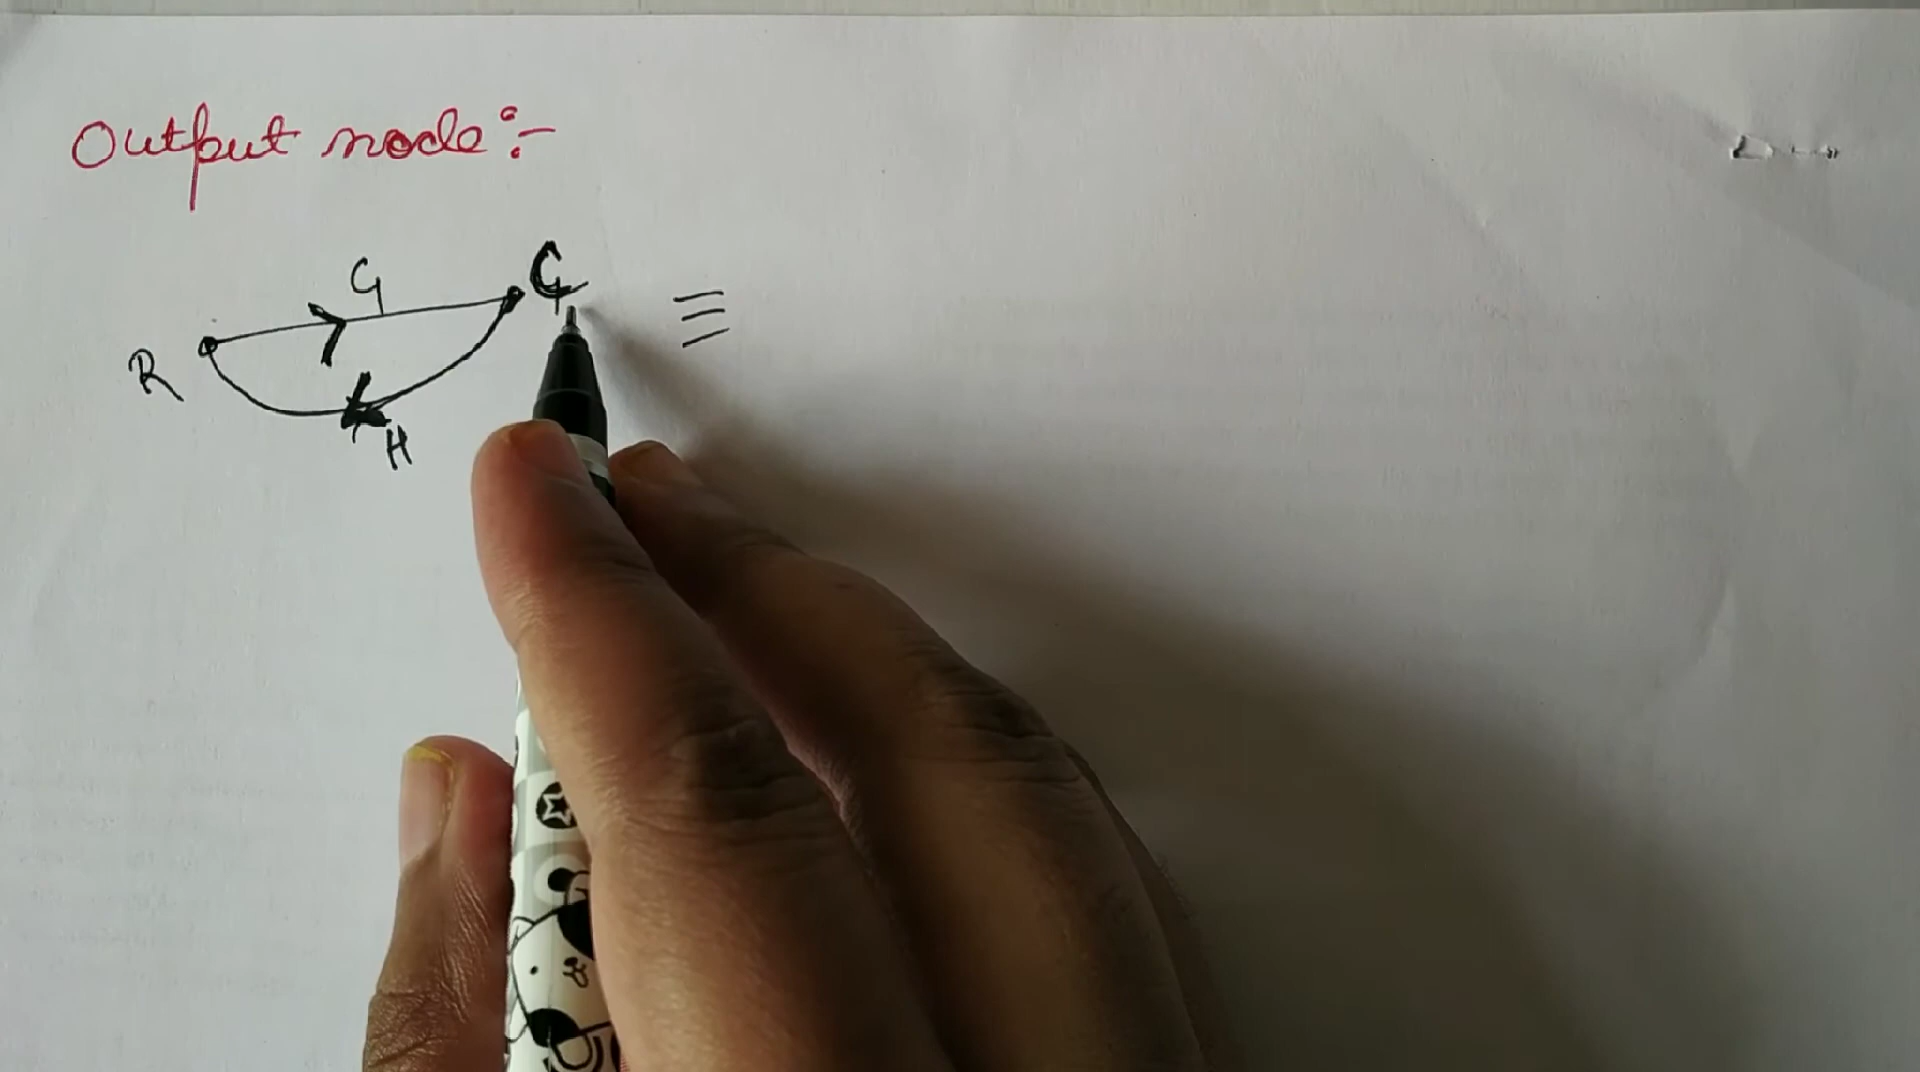 Output node :-
G
C
≡
R
H